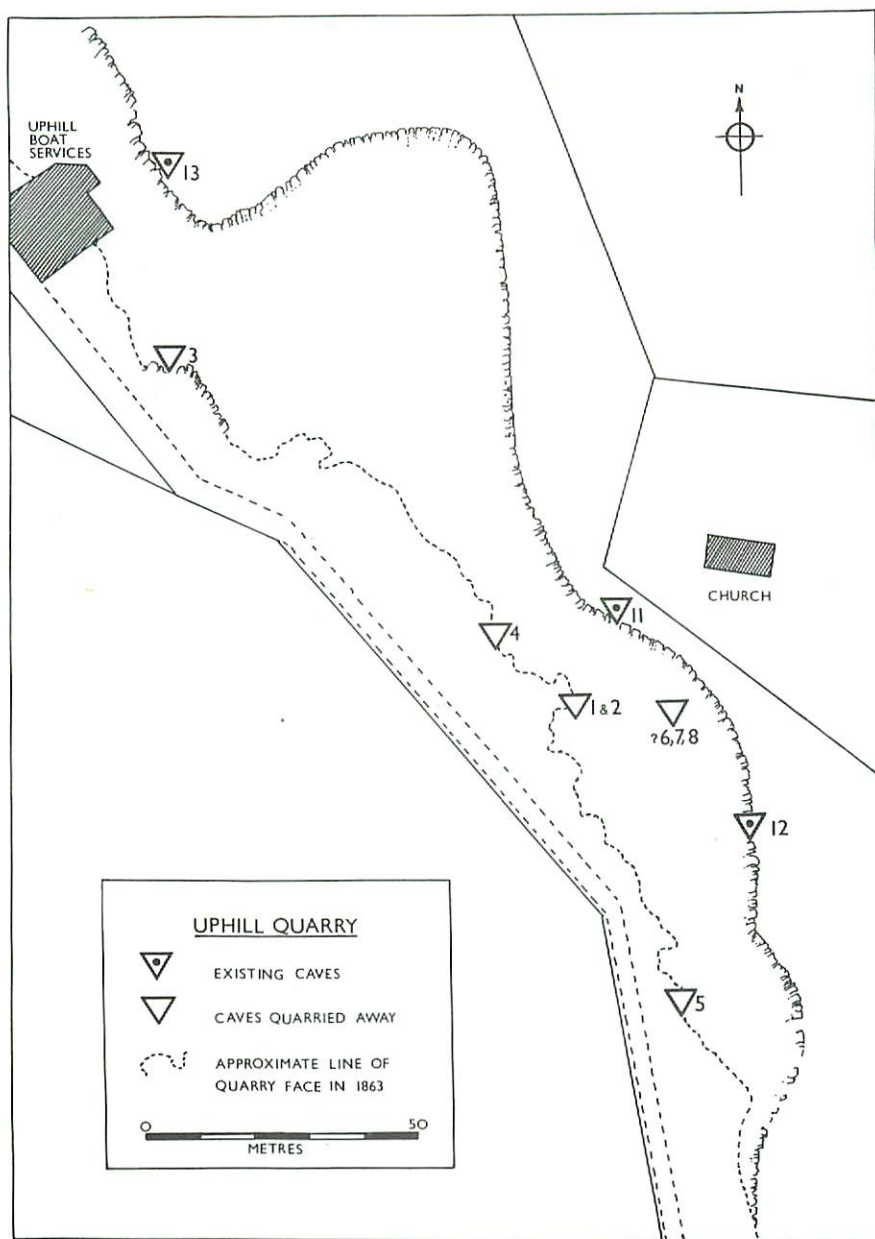 UPHILL
BOAT
SERVICES
N
13
3
CHURCH
11
4
1 & 2
?6,7,8
12
5
UPHILL QUARRY
EXISTING CAVES
CAVES QUARRIED AWAY
APPROXIMATE LINE OF
QUARRY FACE IN 1863
0 50
METRES